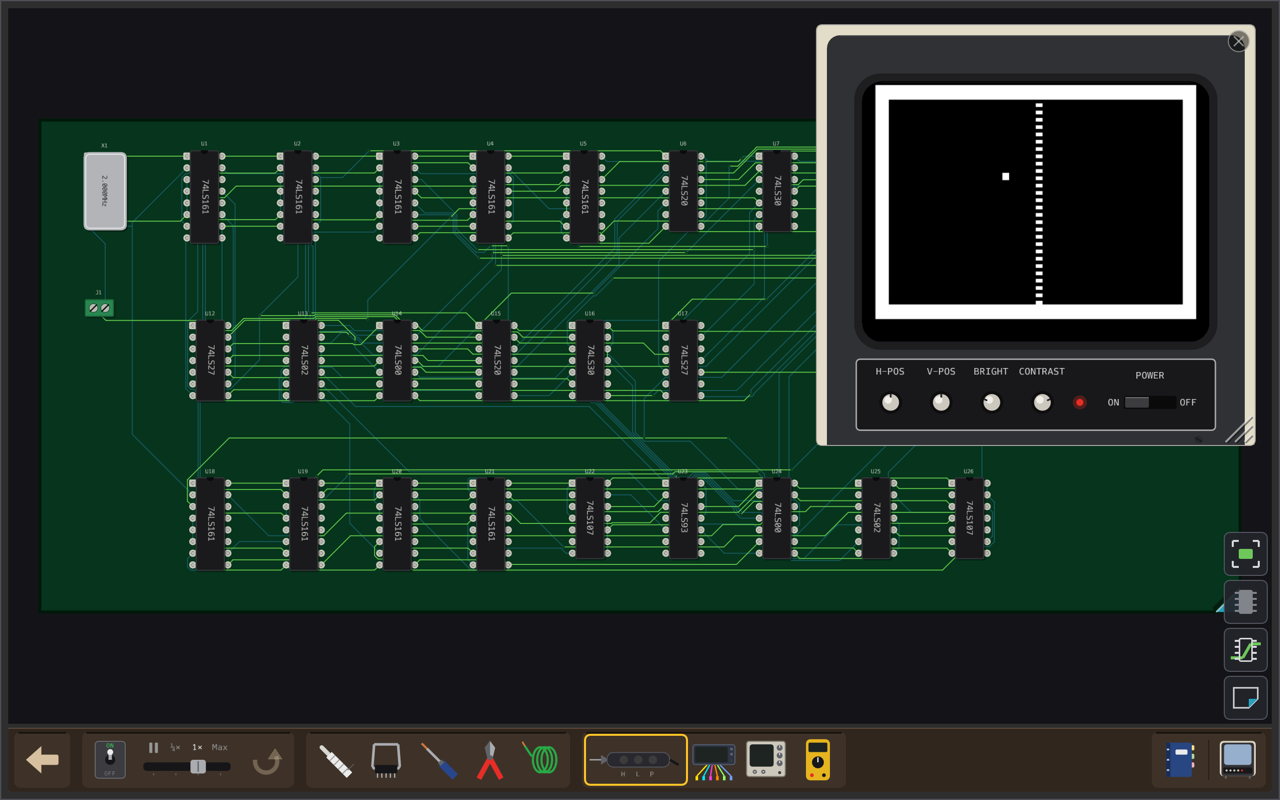 X1
2.000MHz
J1
U1
U2
U3
U4
U5
U6
U7
74LS161
74LS161
74LS161
74LS161
74LS161
74LS20
74LS30
U12
U13
U14
U15
U16
U17
74LS27
74LS02
74LS00
74LS20
74LS30
74LS27
U18
U19
U20
U21
U22
U23
U24
U25
U26
74LS161
74LS161
74LS161
74LS161
74LS107
74LS93
74LS00
74LS02
74LS107
H-POS V-POS BRIGHT CONTRAST POWER
ON OFF
ON
OFF
½× 1× Max
H L P